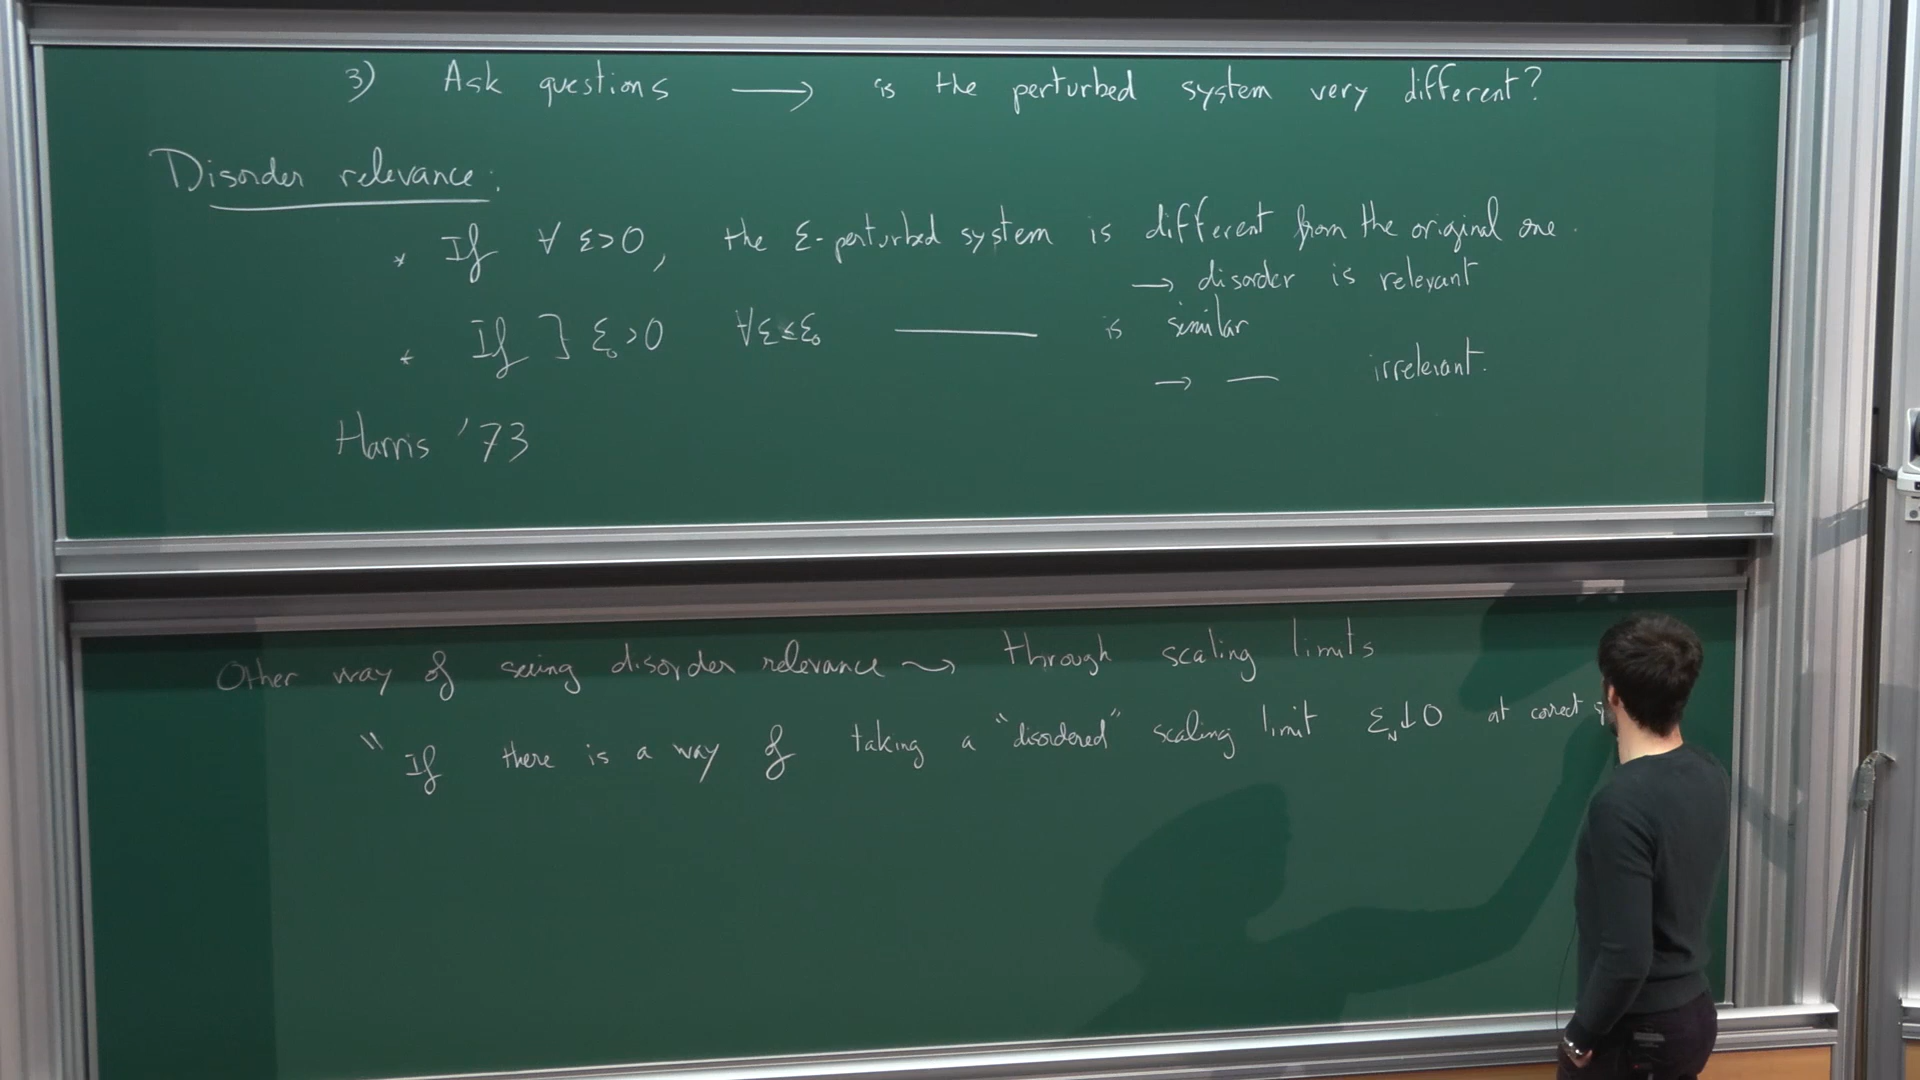 3) Ask questions ⟶ is the perturbed system very different?
Disorder relevance:
* If ∀ ε>0, the ε-perturbed system is different from the original one.
→ disorder is relevant
* If ∃ ε₀>0 ∀ε≤ε₀ ——— is similar
→ — irrelevant.
Harris '73
Other way of seeing disorder relevance ⇝ through scaling limits
"If there is a way of taking a "disordered" scaling limit ε_N↓0 at correct